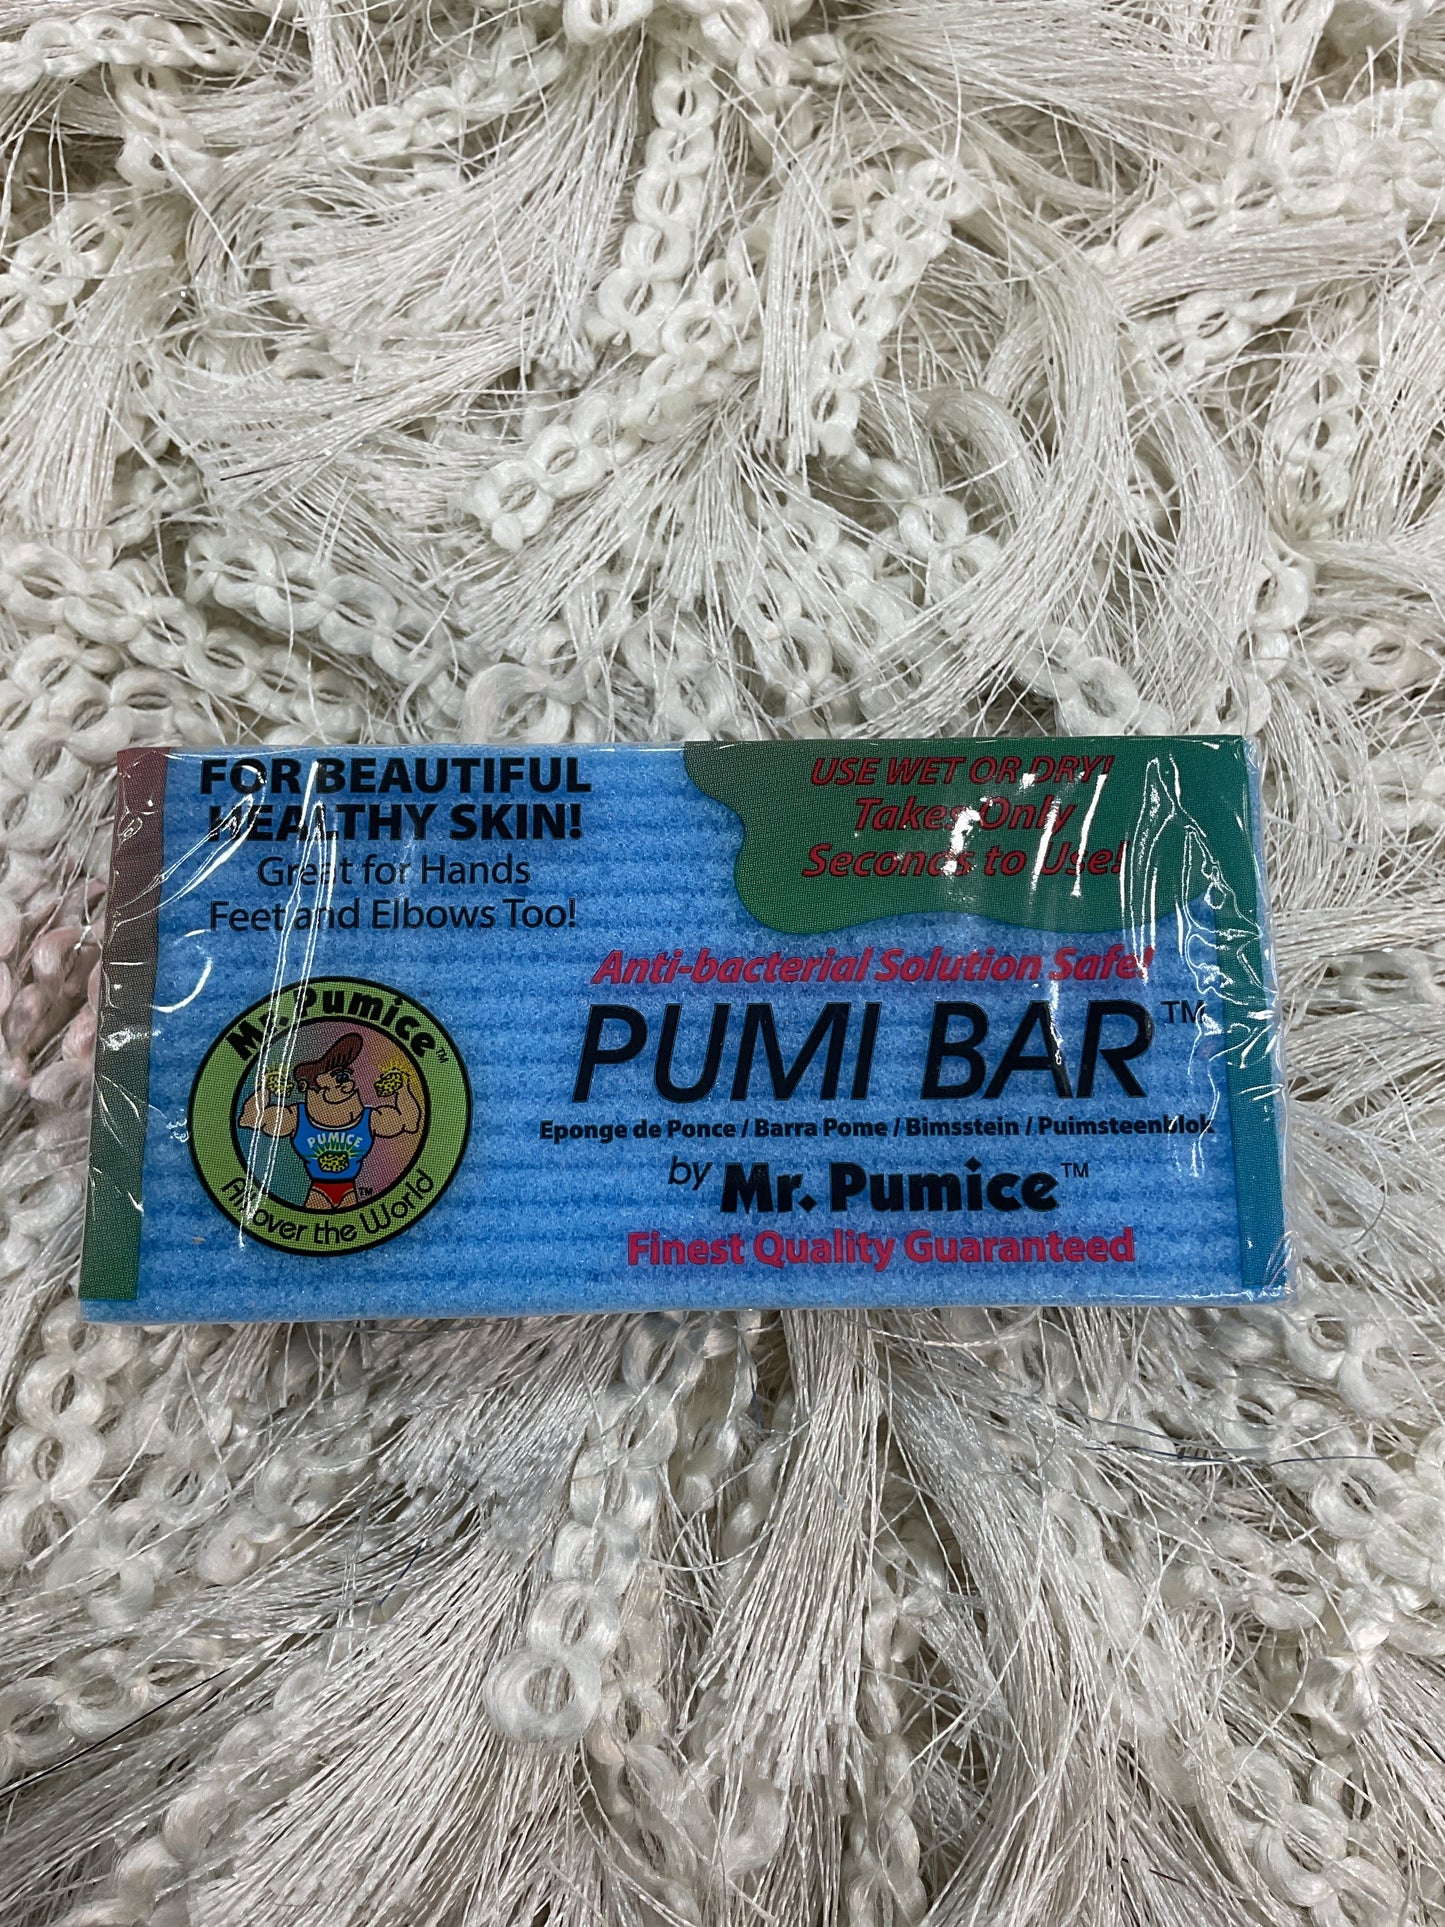 FOR BEAUTIFUL
HEALTHY SKIN!
Great for Hands
Feet and Elbows Too!
USE WET OR DRY!
Takes Only
Seconds to Use!
Anti-bacterial Solution Safe!
PUMI BAR™
Eponge de Ponce / Barra Pome / Bimsstein / Puimsteenblok
by Mr. Pumice™
Finest Quality Guaranteed
Mr. Pumice™
PUMICE
TM
All over the World